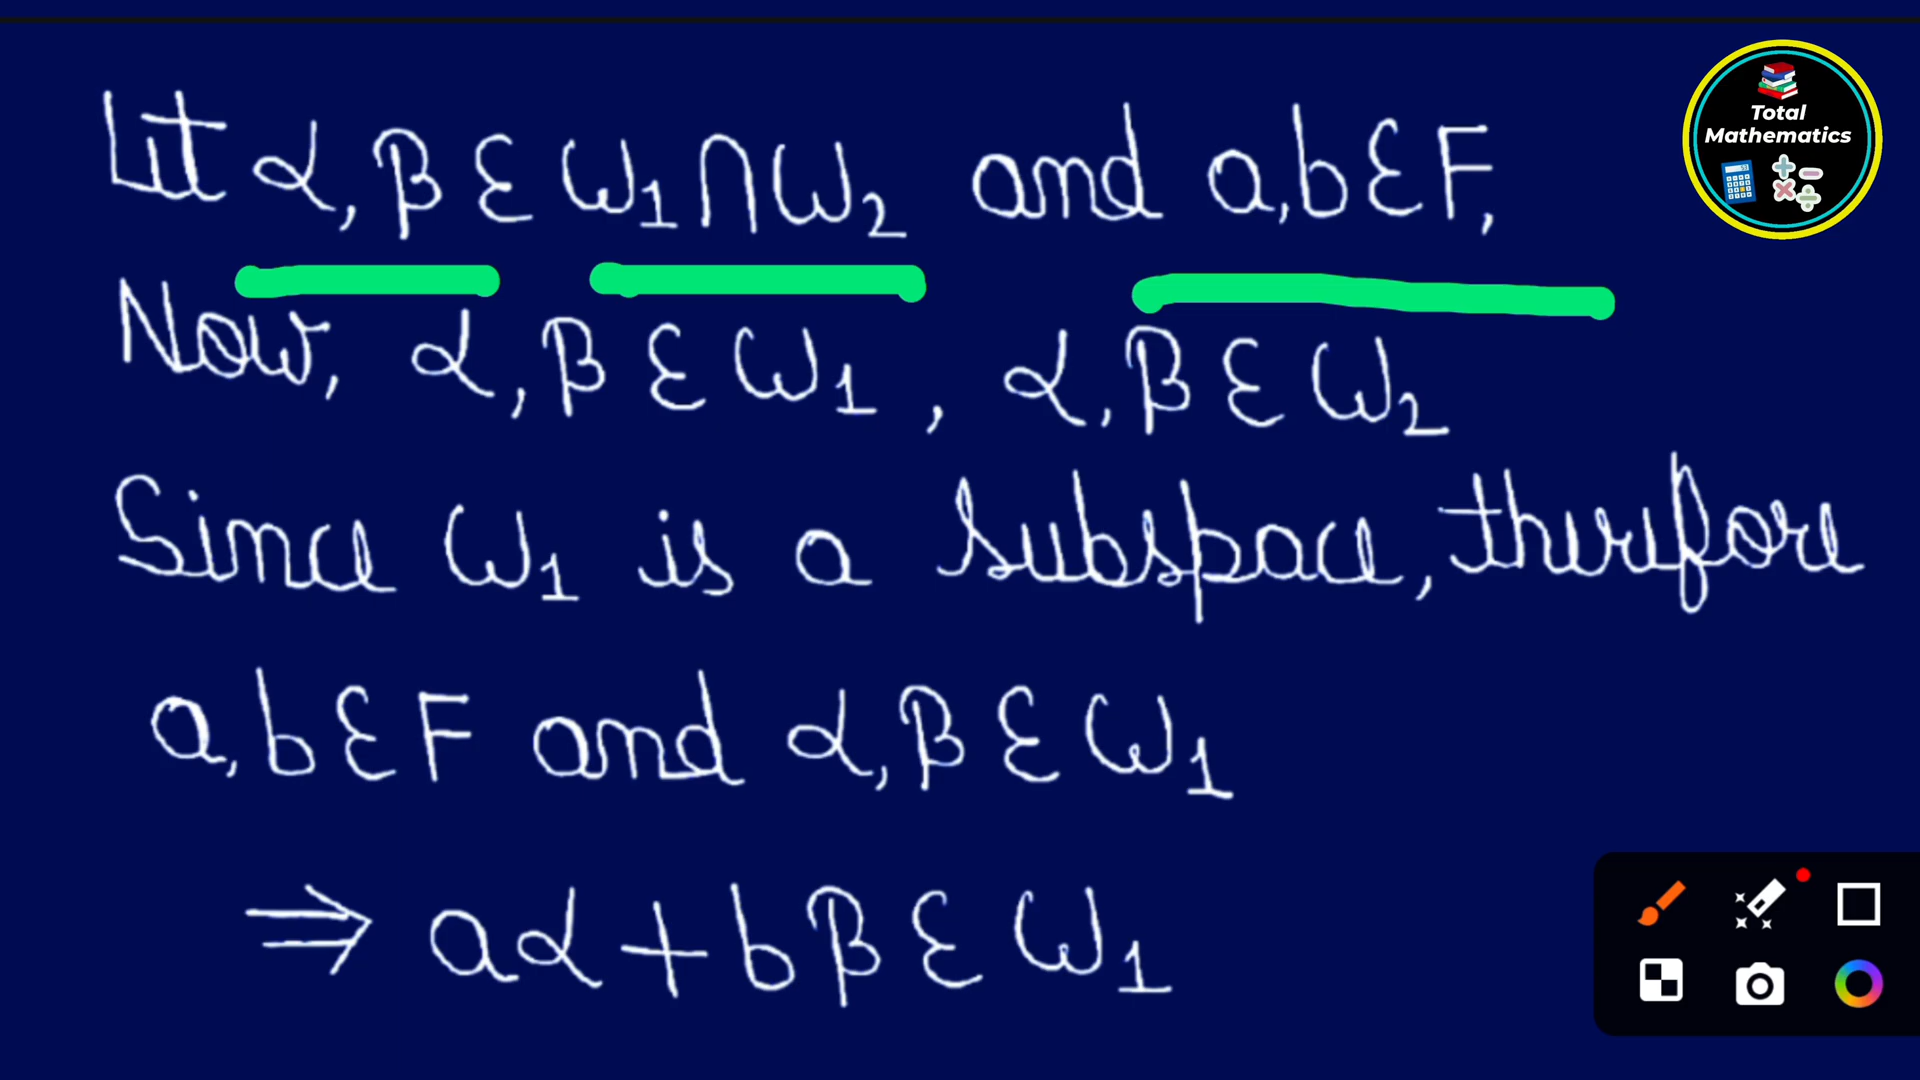 Let α, β ∈ W₁∩W₂ and a,b∈F,
Now, α, β ∈ W₁, α, β ∈ W₂
Since W₁ is a subspace, therefore
a,b∈F and α,β∈W₁
⇒ aα+bβ∈W₁
Total
Mathematics